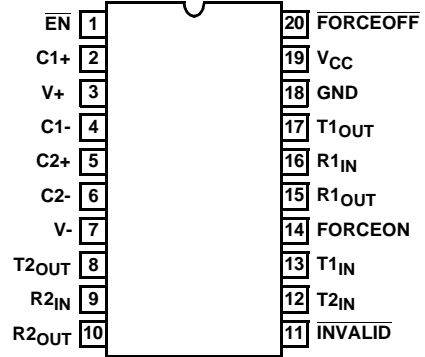 EN 1 20 FORCEOFF
C1+ 2 19 VCC
V+ 3 18 GND
C1- 4 17 T1OUT
C2+ 5 16 R1IN
C2- 6 15 R1OUT
V- 7 14 FORCEON
T2OUT 8 13 T1IN
R2IN 9 12 T2IN
R2OUT 10 11 INVALID